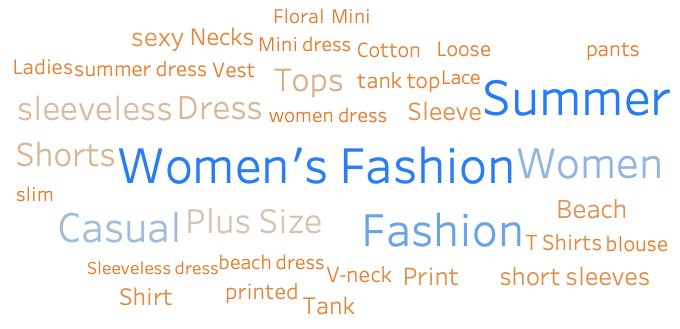 Floral Mini
sexy Necks Mini dress Cotton Loose pants
Ladies summer dress Vest Tops tank top Lace Summer
sleeveless Dress women dress Sleeve
Shorts Women's Fashion Women
slim
Casual Plus Size Fashion Beach
T Shirts blouse
Sleeveless dress beach dress V-neck Print short sleeves
Shirt printed Tank